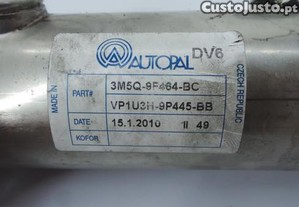 CustoJusto.pt
AUTOPAL
DV6
MADE IN
CZECH REPUBLIC
PART#
3M5Q-9F464-BC
VP1U3H-9P445-BB
DATE:
15.1.2010 II 49
KOFOR